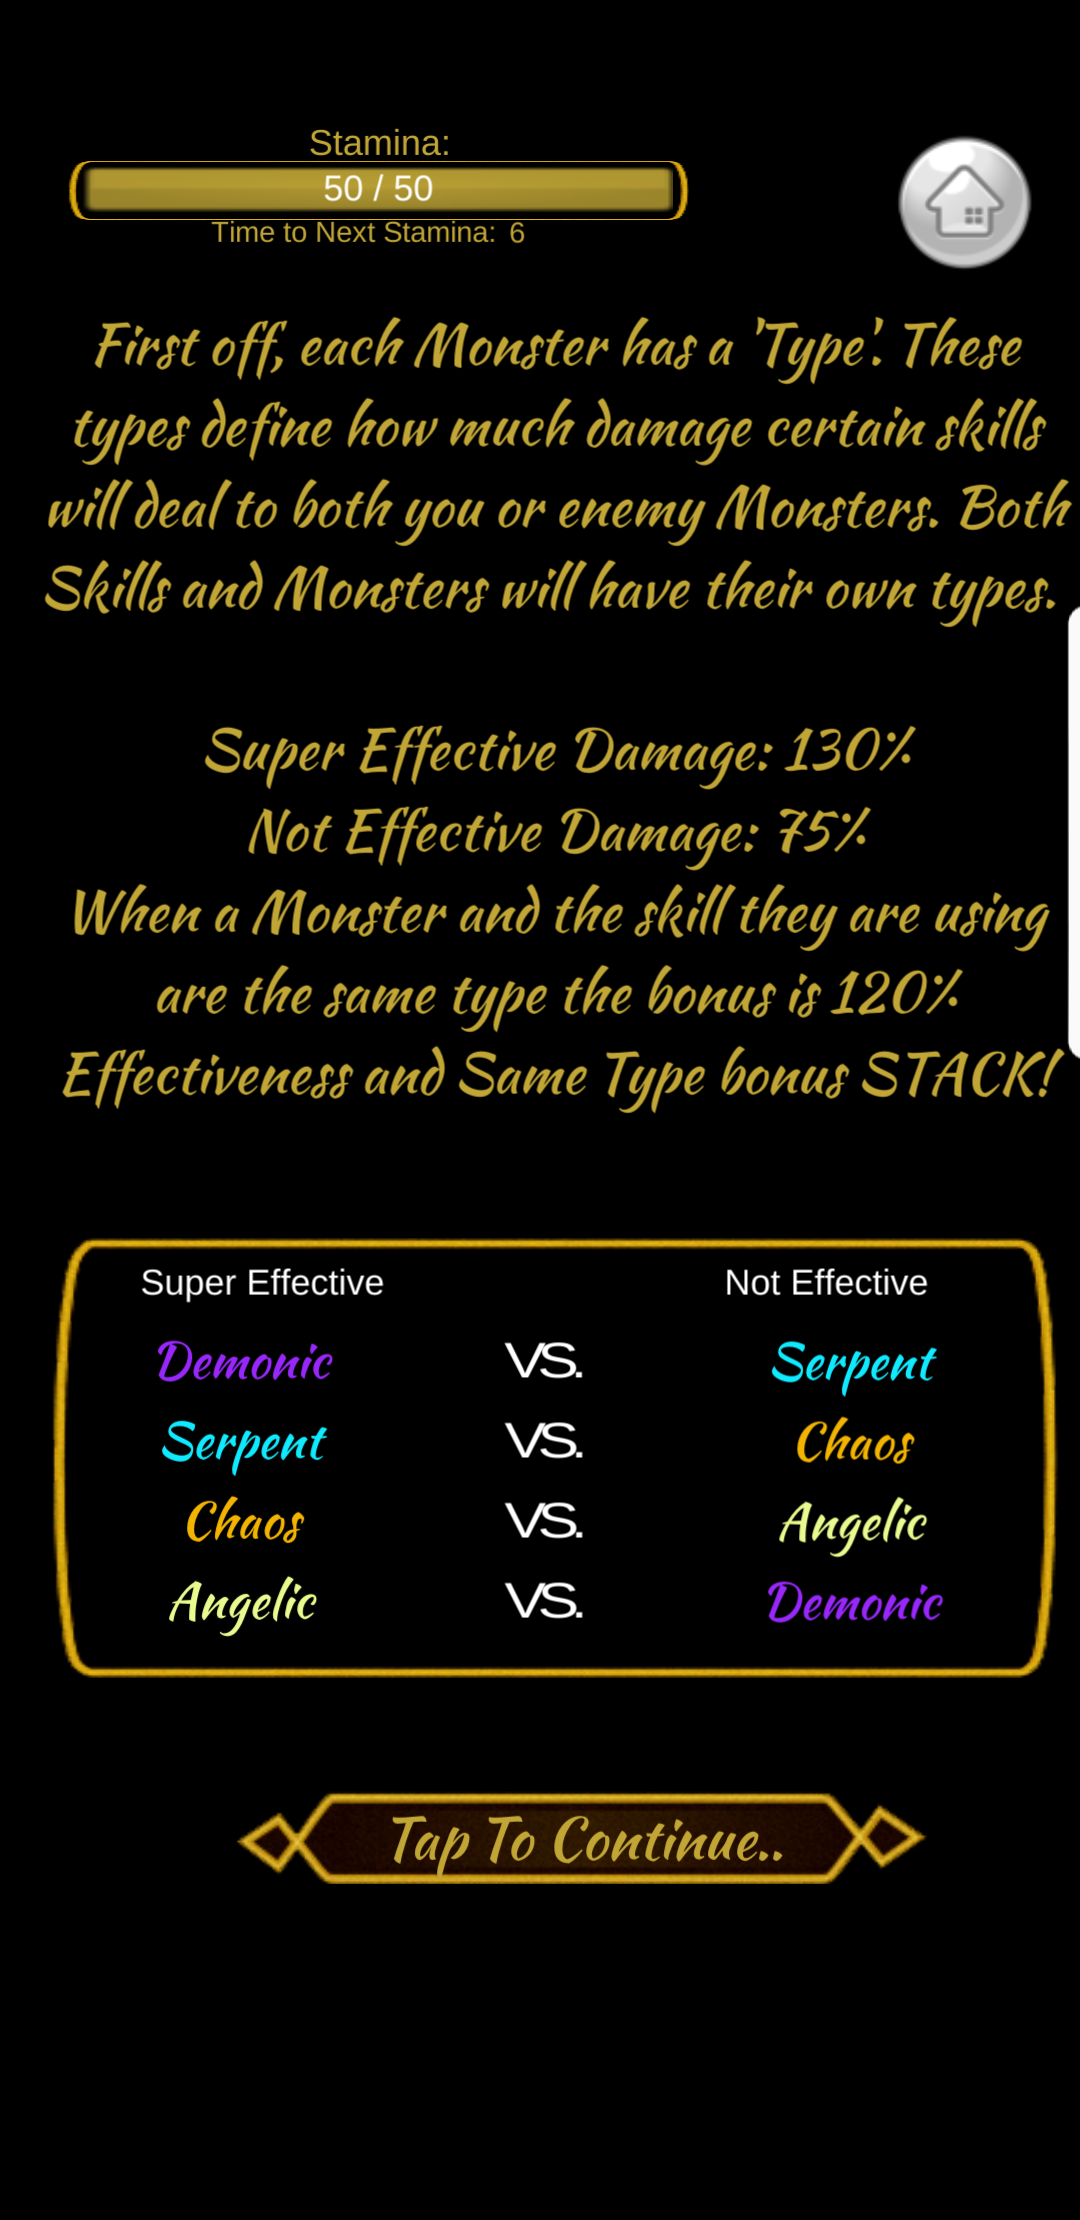 Stamina:
50 / 50
Time to Next Stamina: 6
First off, each Monster has a 'Type'. These
types define how much damage certain skills
will deal to both you or enemy Monsters. Both
Skills and Monsters will have their own types.
Super Effective Damage: 130%
Not Effective Damage: 75%
When a Monster and the skill they are using
are the same type the bonus is 120%
Effectiveness and Same Type bonus STACK!
Super Effective Not Effective
Demonic VS. Serpent
Serpent VS. Chaos
Chaos VS. Angelic
Angelic VS. Demonic
Tap To Continue..